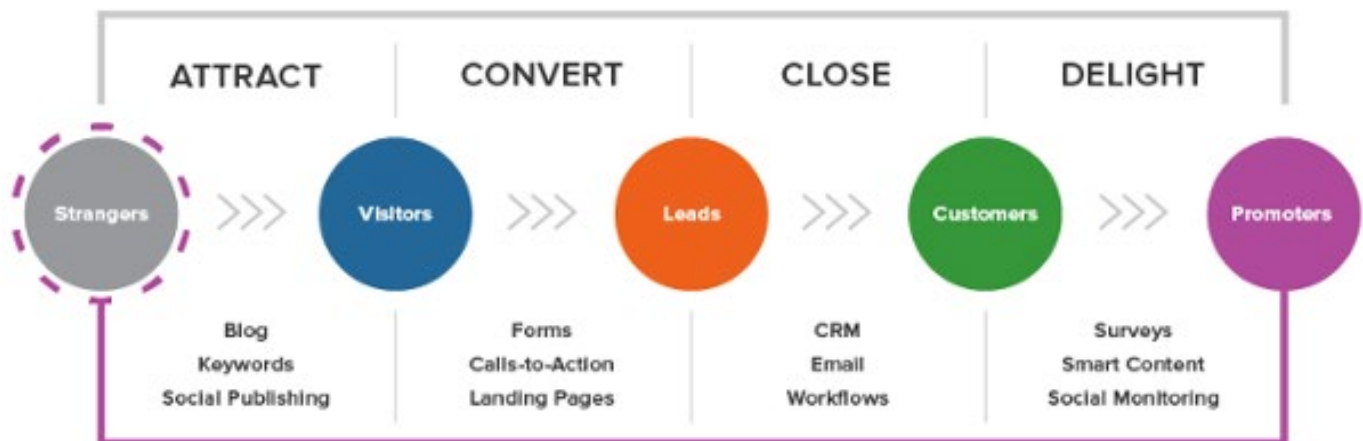 ATTRACT
CONVERT
CLOSE
DELIGHT
Strangers
Visitors
Leads
Customers
Promoters
Blog
Keywords
Social Publishing
Forms
Calls-to-Action
Landing Pages
CRM
Email
Workflows
Surveys
Smart Content
Social Monitoring